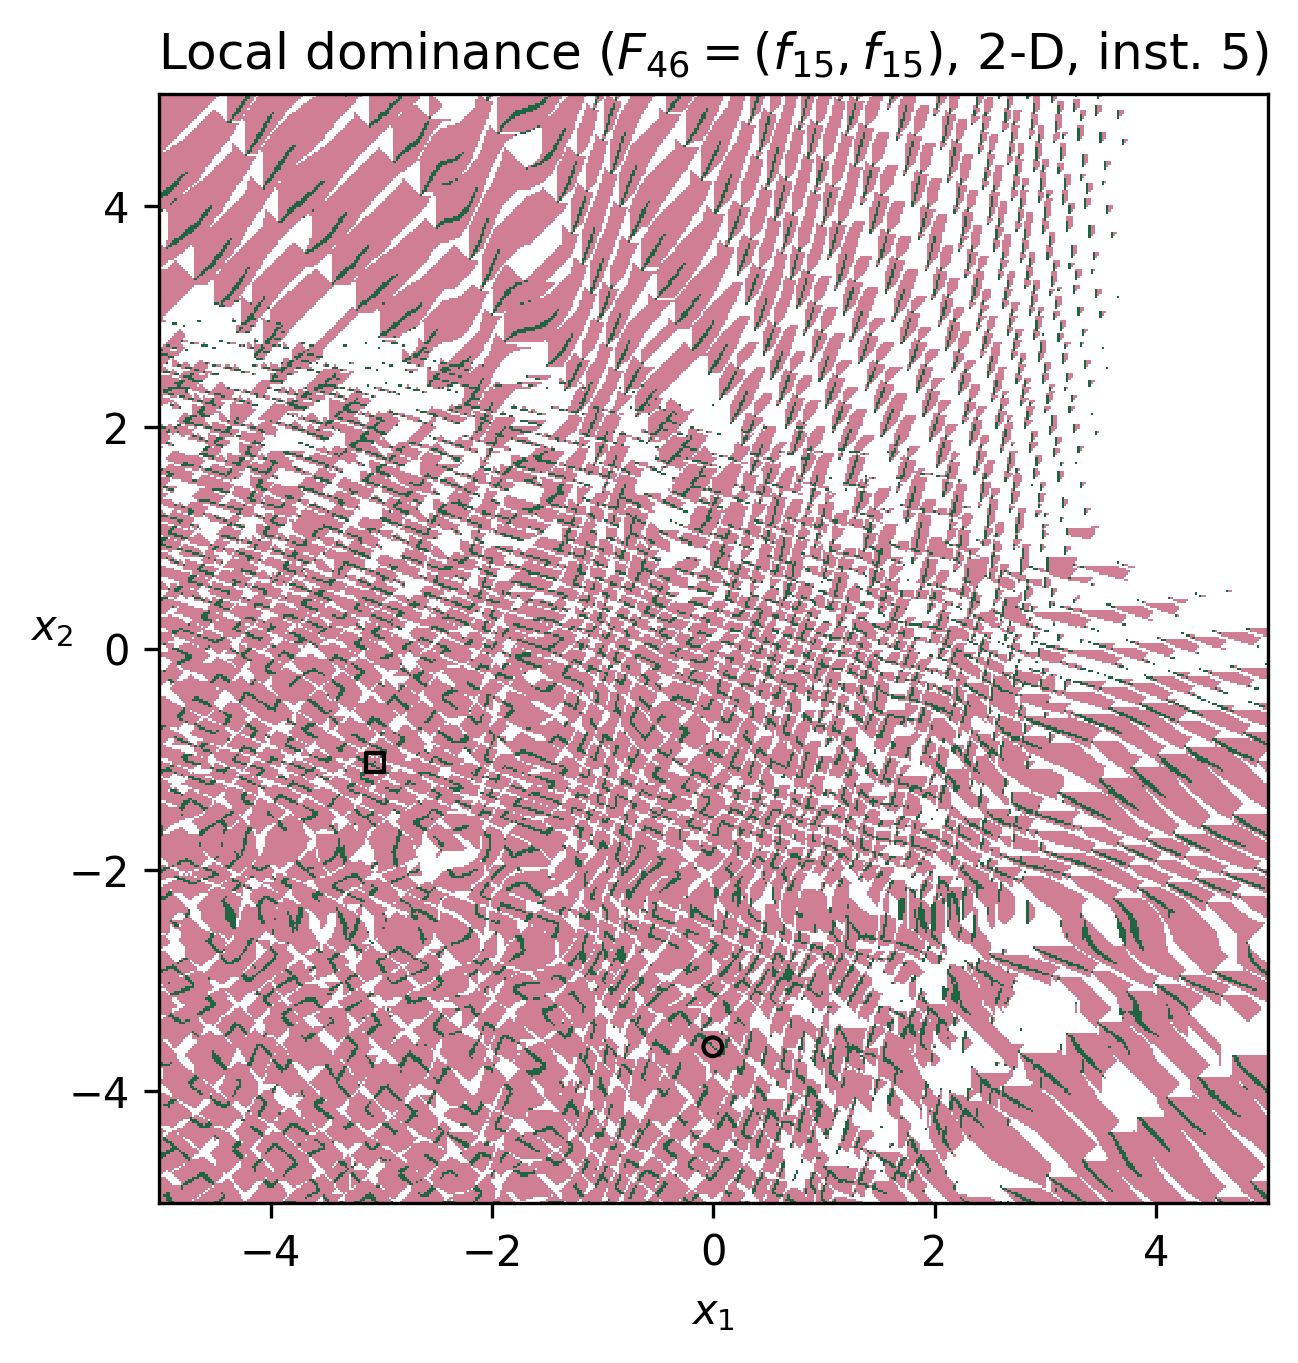 Local dominance (F₄₆ = (f₁₅, f₁₅), 2-D, inst. 5)
4
2
x₂
0
−2
−4
−4 −2 0 2 4
x₁